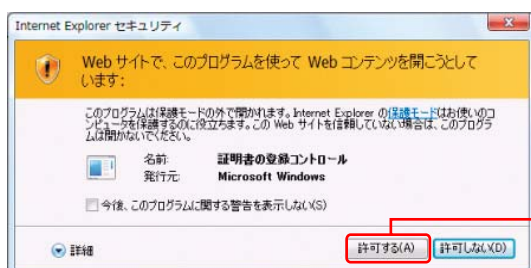 Internet Explorer セキュリティ
Web サイトで、このプログラムを使って Web コンテンツを開こうとして
います:
このプログラムは保護モードの外で開かれます。Internet Explorer の保護モードはお使いのコ
ンピュータを保護するのに役立ちます。この Web サイトを信頼していない場合は、このプログラ
ムは開かないでください。
名前: 証明書の登録コントロール
発行元: Microsoft Windows
今後、このプログラムに関する警告を表示しない(S)
詳細 許可する(A) 許可しない(D)